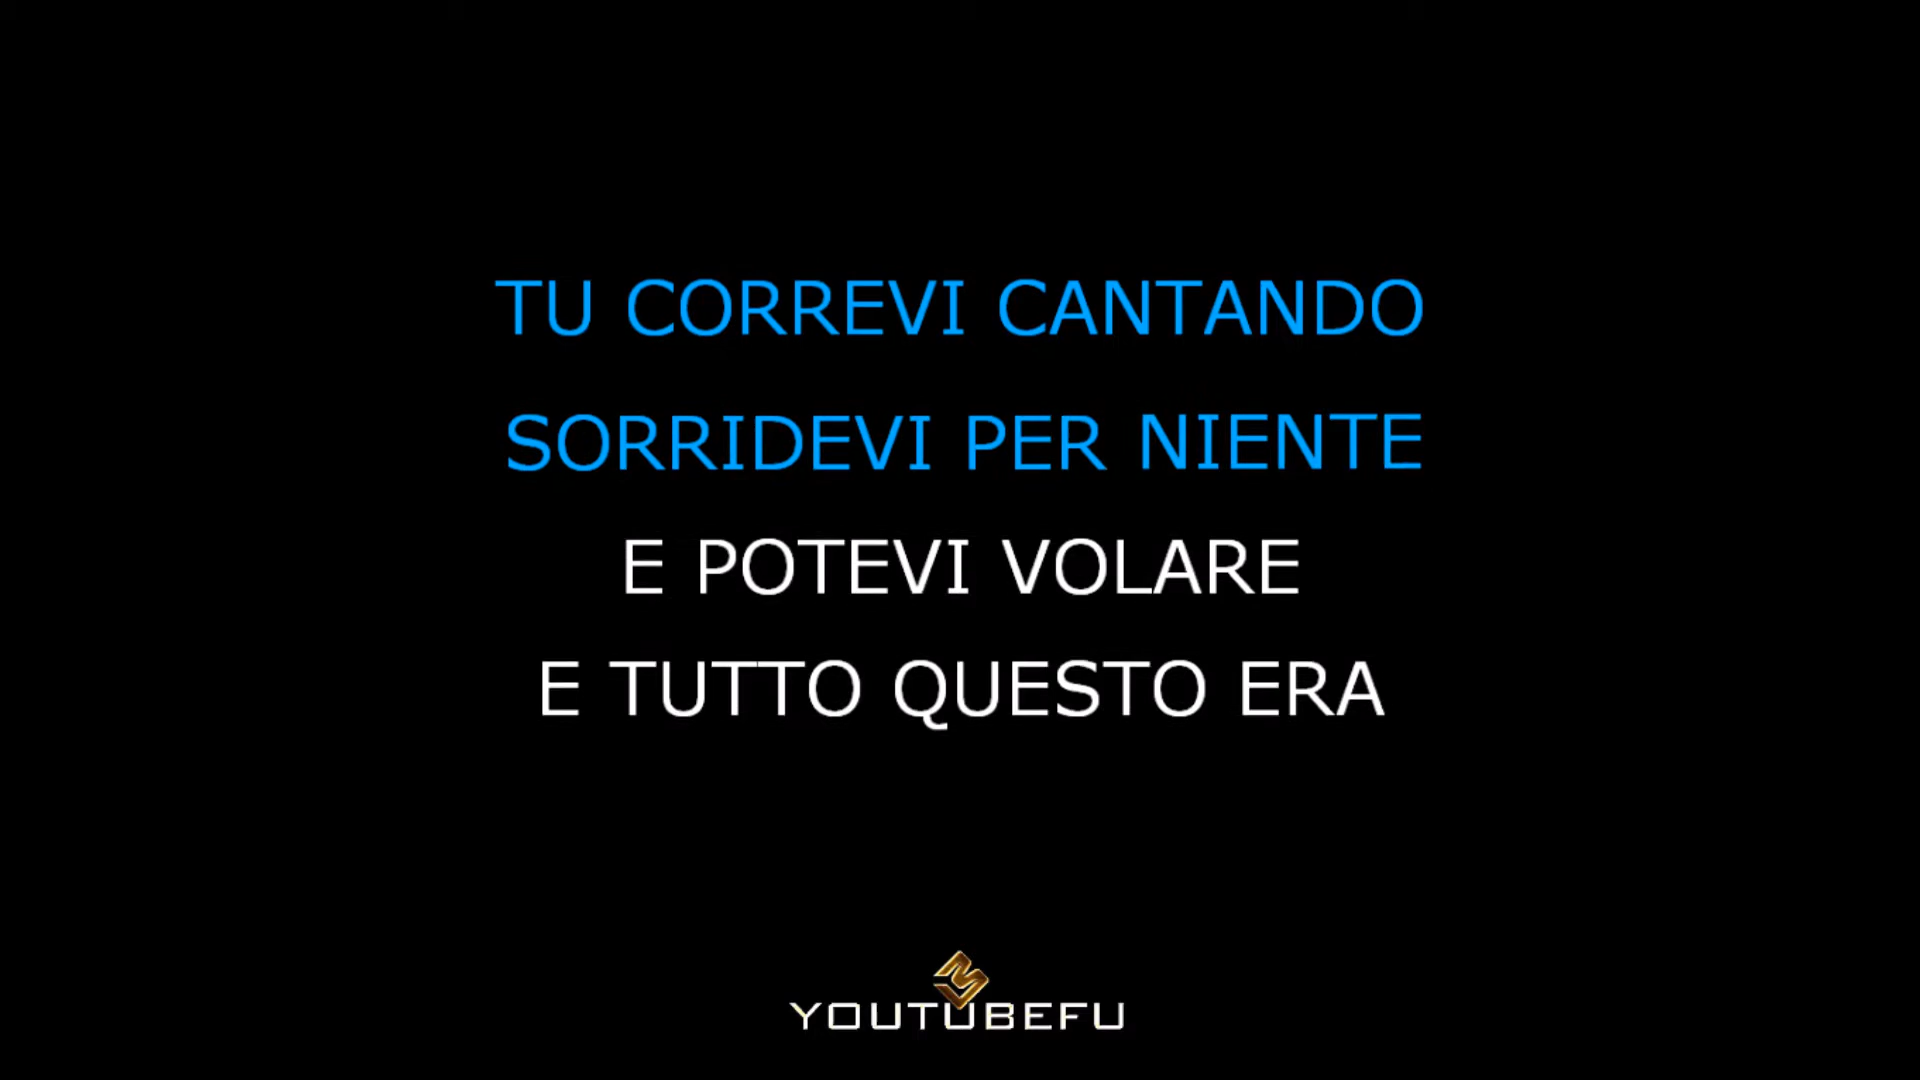 TU CORREVI CANTANDO
SORRIDEVI PER NIENTE
E POTEVI VOLARE
E TUTTO QUESTO ERA
YOUTUBEFU